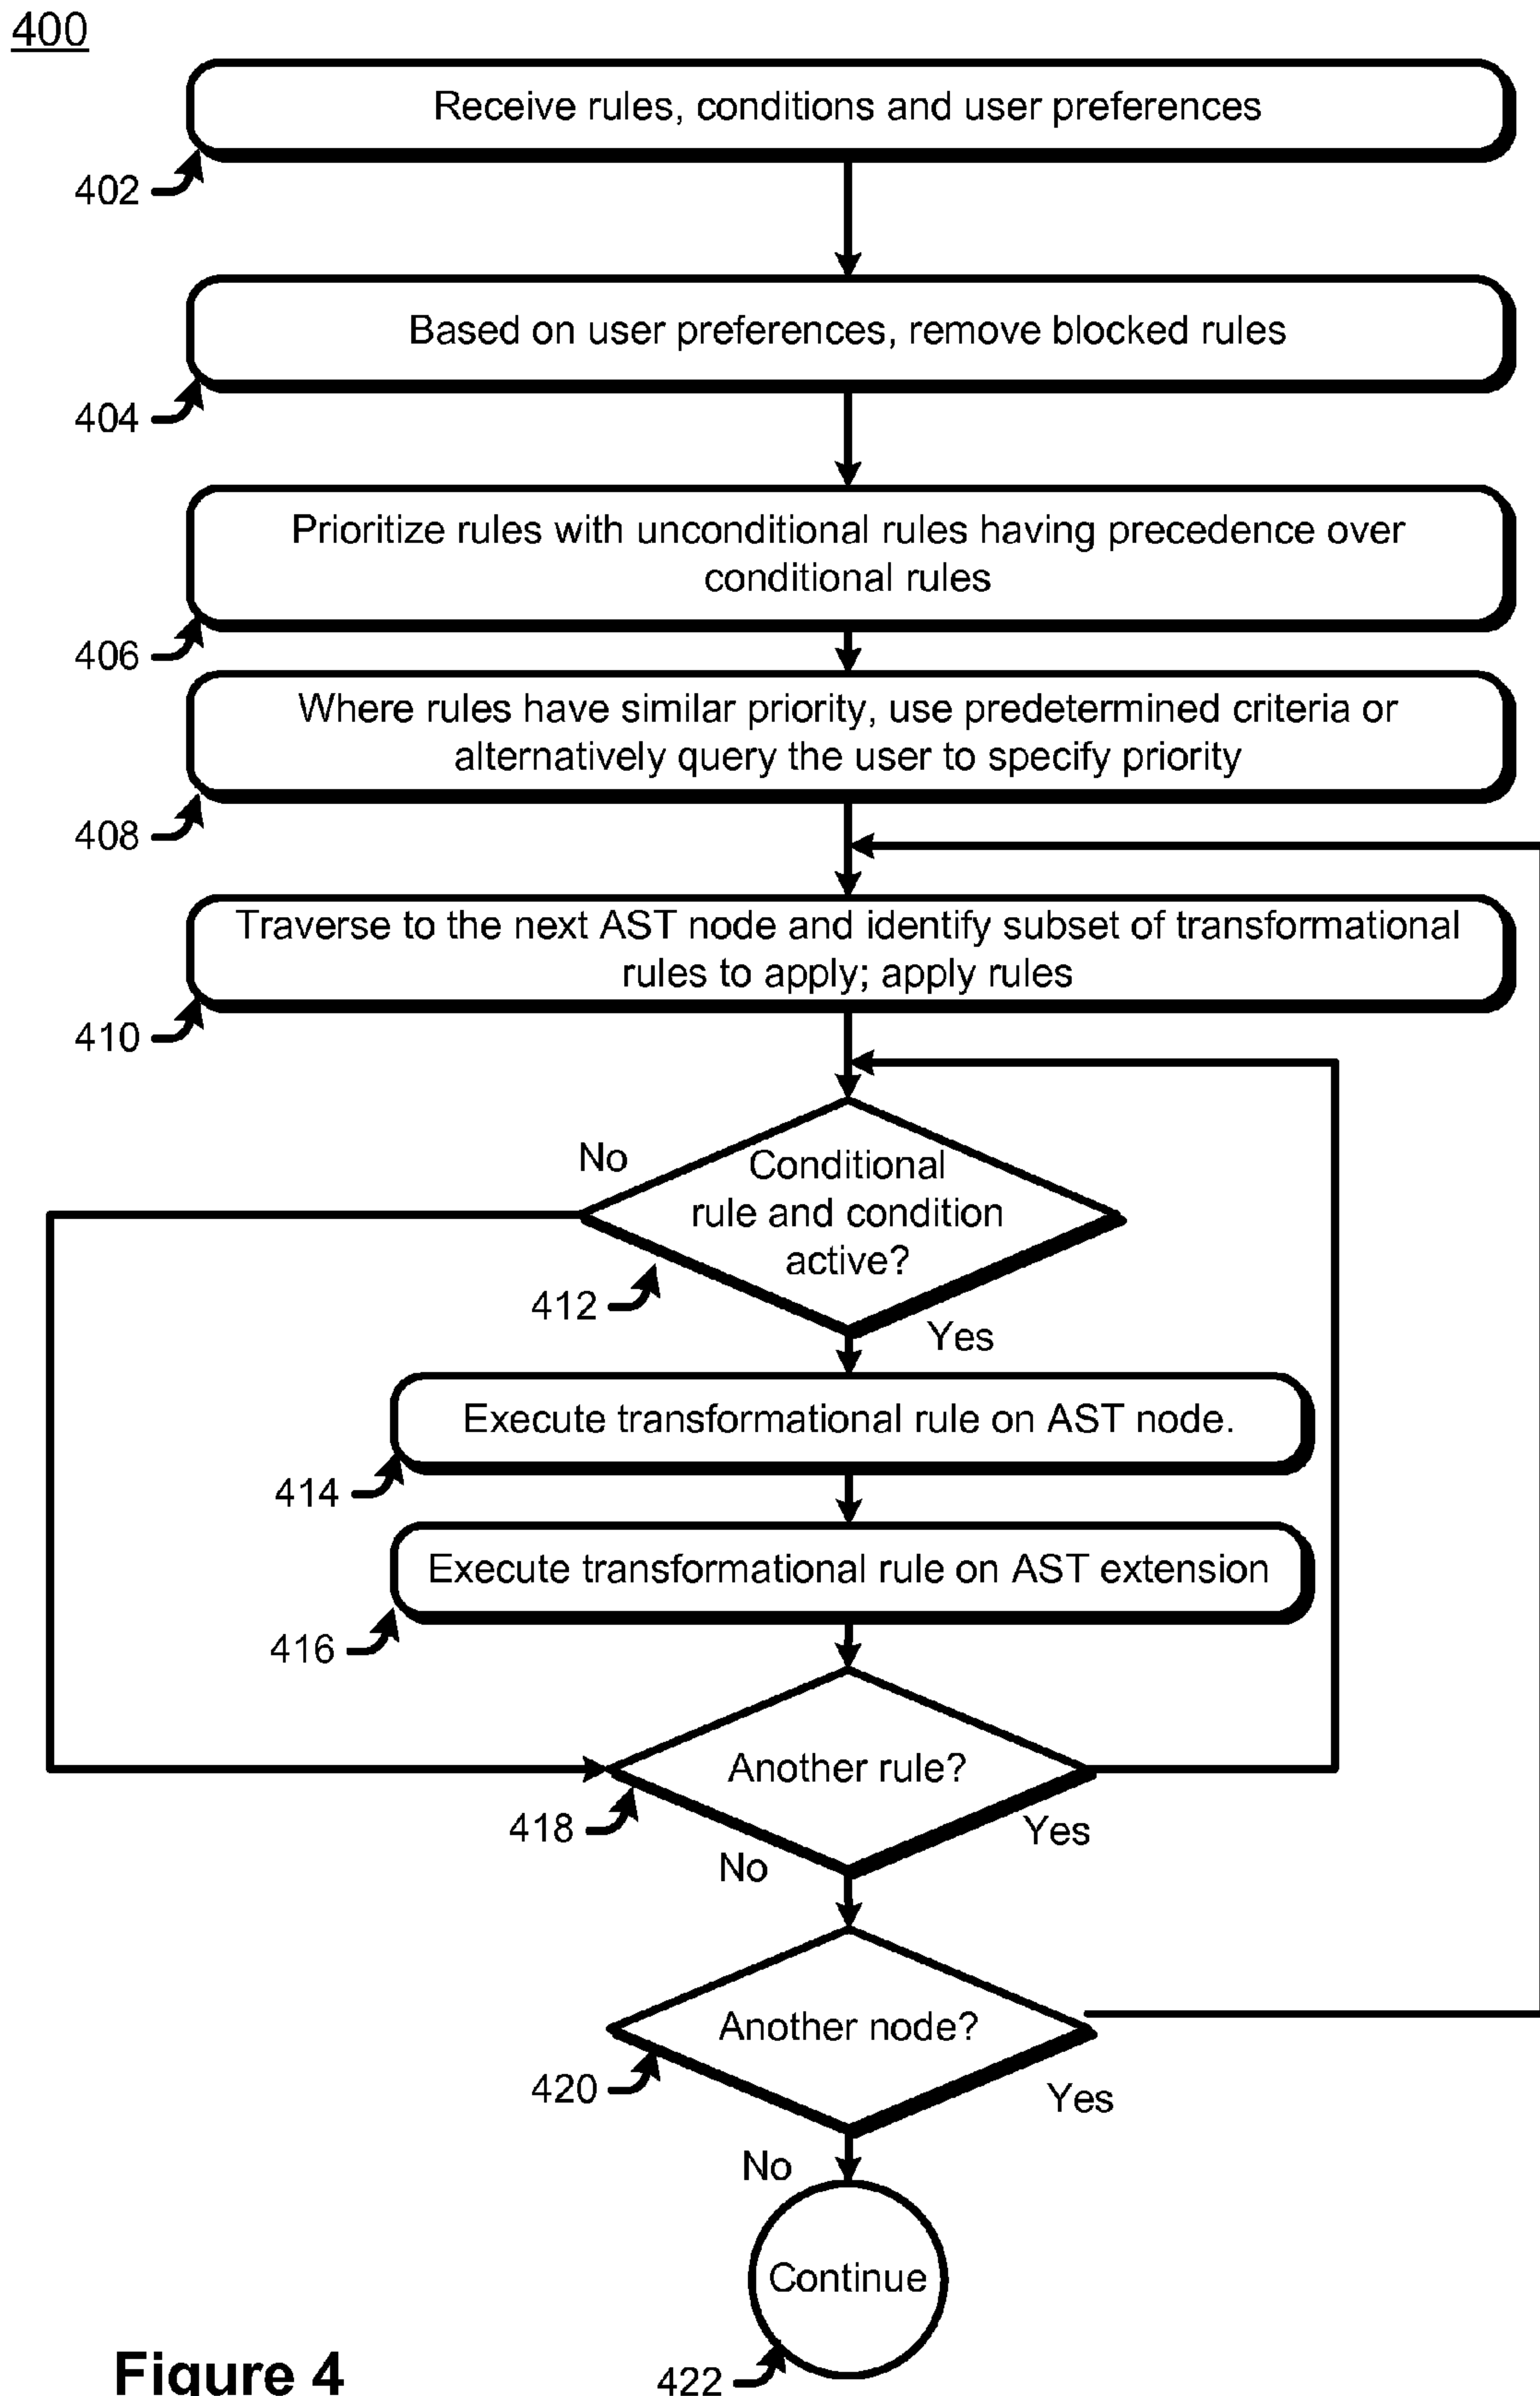 400
Receive rules, conditions and user preferences
402
Based on user preferences, remove blocked rules
404
Prioritize rules with unconditional rules having precedence over
conditional rules
406
Where rules have similar priority, use predetermined criteria or
alternatively query the user to specify priority
408
Traverse to the next AST node and identify subset of transformational
rules to apply; apply rules
410
No
Conditional
rule and condition
active?
412
Yes
Execute transformational rule on AST node.
414
Execute transformational rule on AST extension
416
Another rule?
418
Yes
No
Another node?
420
Yes
No
Continue
422
Figure 4